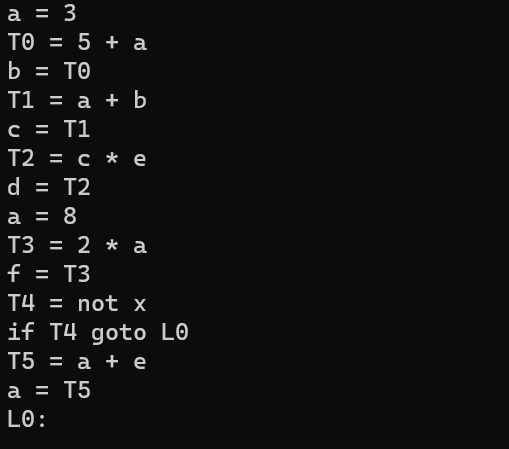 a = 3
T0 = 5 + a
b = T0
T1 = a + b
c = T1
T2 = c * e
d = T2
a = 8
T3 = 2 * a
f = T3
T4 = not x
if T4 goto L0
T5 = a + e
a = T5
L0: